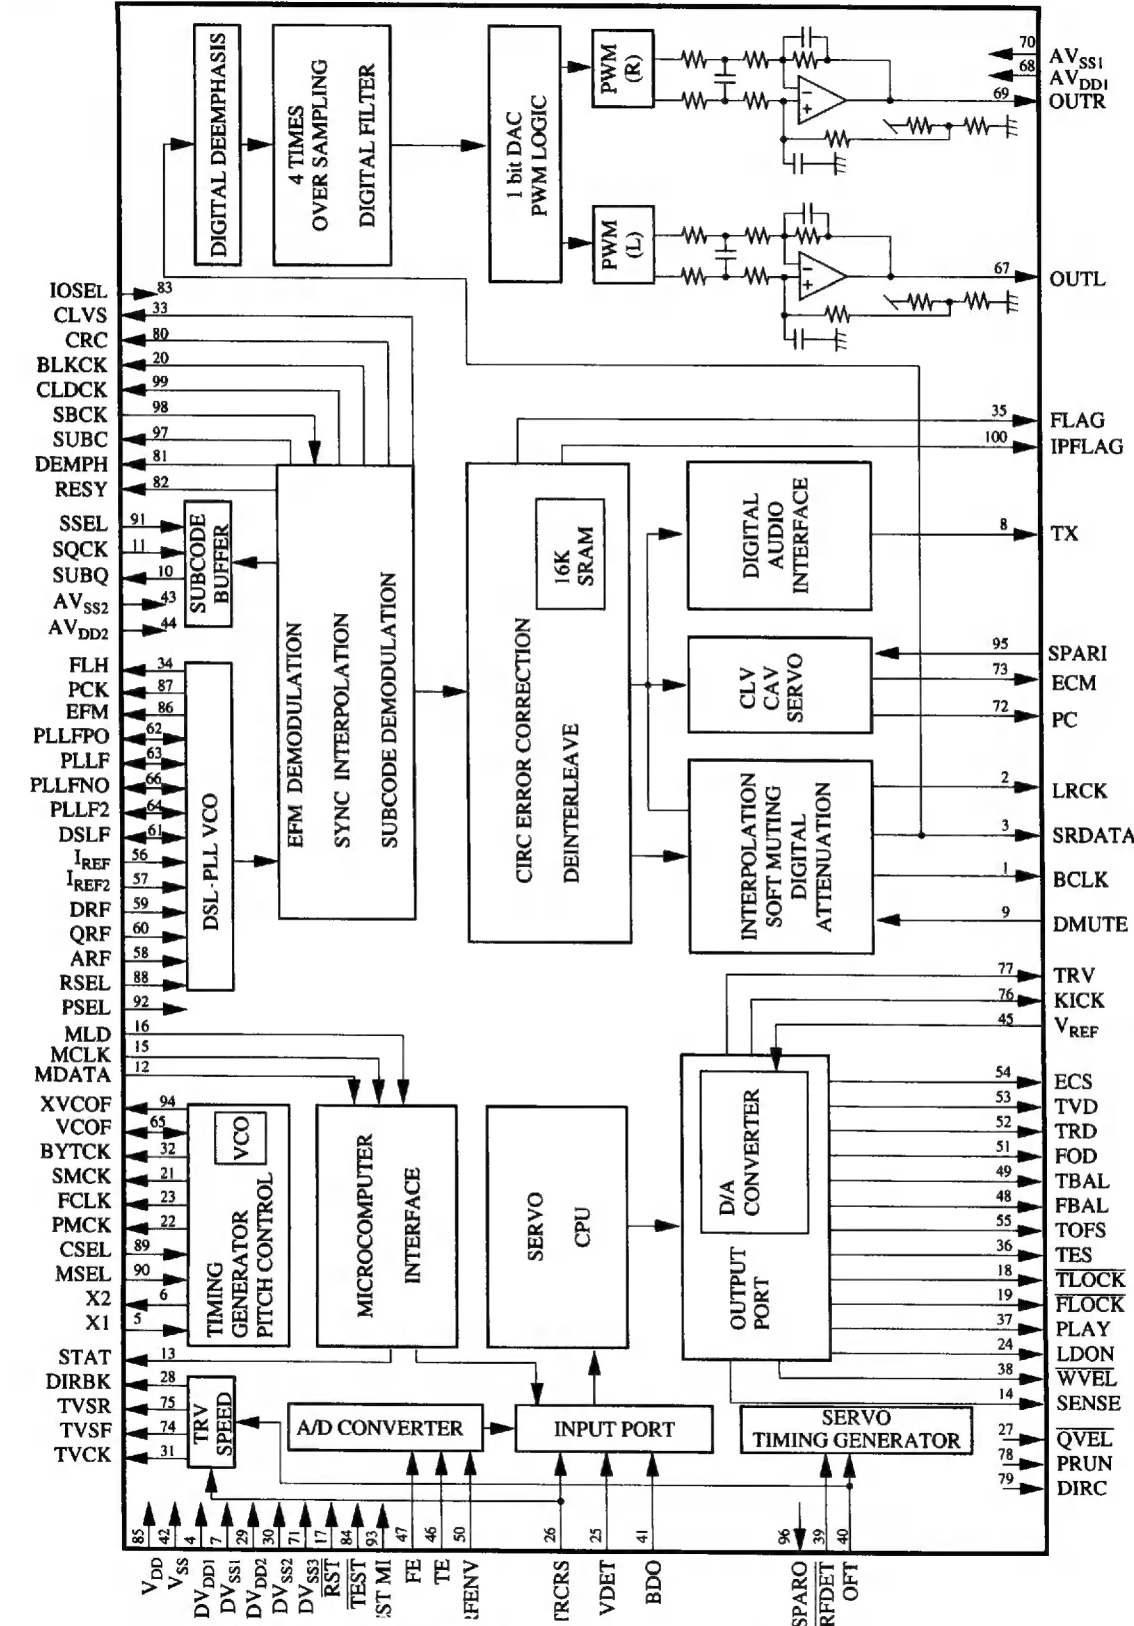 DIGITAL DEEMPHASIS
4 TIMES
OVER SAMPLING
DIGITAL FILTER
1 bit DAC
PWM LOGIC
PWM
(R)
PWM
(L)
70 AVSS1
68 AVDD1
69 OUTR
67 OUTL
IOSEL 83
CLVS 33
CRC 80
BLKCK 20
CLDCK 99
SBCK 98
SUBC 97
DEMPH 81
RESY 82
SSEL 91
SQCK 11
SUBQ 10
AVSS2 43
AVDD2 44
SUBCODE
BUFFER
FLH 34
PCK 87
EFM 86
PLLFPO 62
PLLF 63
PLLFNO 66
PLLF2 64
DSLF 61
IREF 56
IREF2 57
DRF 59
QRF 60
ARF 58
RSEL 88
PSEL 92
DSL-PLL VCO
EFM DEMODULATION
SYNC INTERPOLATION
SUBCODE DEMODULATION
CIRC ERROR CORRECTION
DEINTERLEAVE
16K
SRAM
DIGITAL
AUDIO
INTERFACE
CLV
CAV
SERVO
INTERPOLATION
SOFT MUTING
DIGITAL
ATTENUATION
35 FLAG
100 IPFLAG
8 TX
95 SPARI
73 ECM
72 PC
2 LRCK
3 SRDATA
1 BCLK
9 DMUTE
77 TRV
76 KICK
45 VREF
MLD 16
MCLK 15
MDATA 12
XVCOF 94
VCOF 65
BYTCK 32
SMCK 21
FCLK 23
PMCK 22
CSEL 89
MSEL 90
X2 6
X1 5
STAT 13
DIRBK 28
TVSR 75
TVSF 74
TVCK 31
VCO
TIMING
GENERATOR
PITCH CONTROL
MICROCOMPUTER
INTERFACE
SERVO
CPU
D/A
CONVERTER
OUTPUT
PORT
54 ECS
53 TVD
52 TRD
51 FOD
49 TBAL
48 FBAL
55 TOFS
36 TES
18 TLOCK
19 FLOCK
37 PLAY
24 LDON
38 WVEL
14 SENSE
27 QVEL
78 PRUN
79 DIRC
TRV
SPEED
A/D CONVERTER
INPUT PORT
SERVO
TIMING GENERATOR
85 VDD
42 VSS
4 DVDD1
7 DVSS1
29 DVDD2
30 DVSS2
71 DVSS3
17 RST
84 TEST
93 EST MI
47 FE
46 TE
50 RFENV
26 TRCRS
25 VDET
41 BDO
96 SPARO
39 RFDET
40 OFT